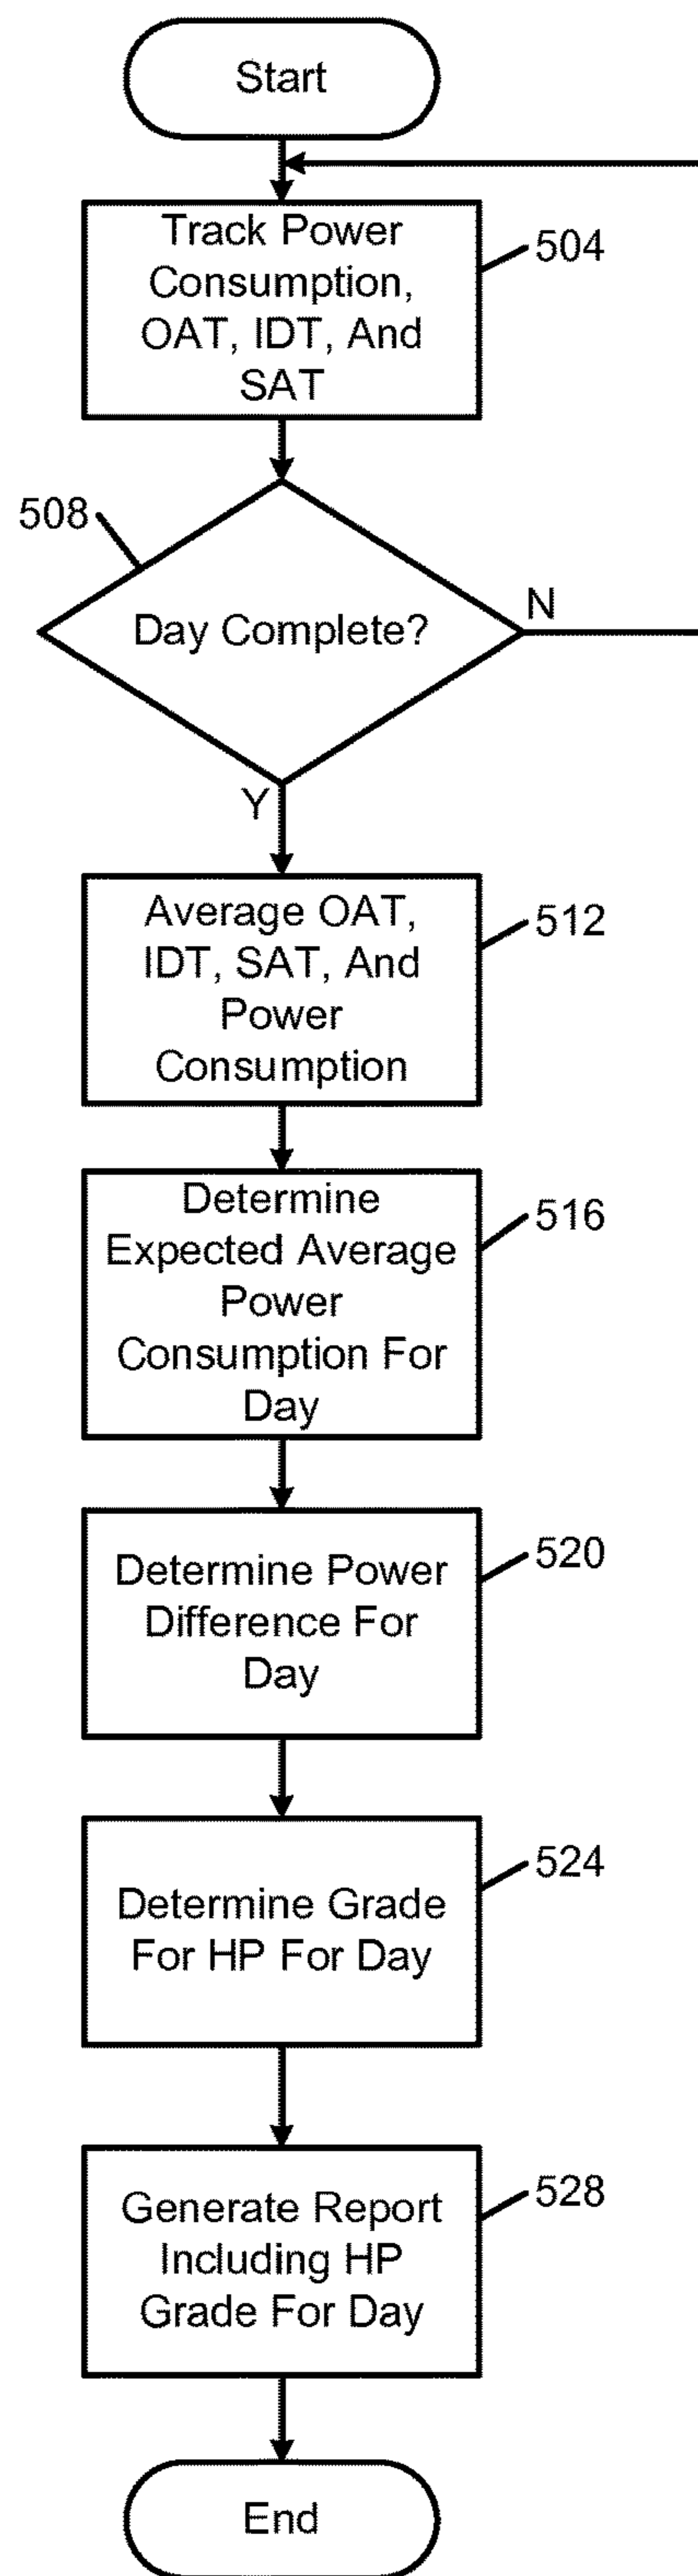 Start
Track Power
Consumption,
OAT, IDT, And
SAT
504
508
Day Complete?
N
Y
Average OAT,
IDT, SAT, And
Power
Consumption
512
Determine
Expected Average
Power
Consumption For
Day
516
Determine Power
Difference For
Day
520
Determine Grade
For HP For Day
524
Generate Report
Including HP
Grade For Day
528
End